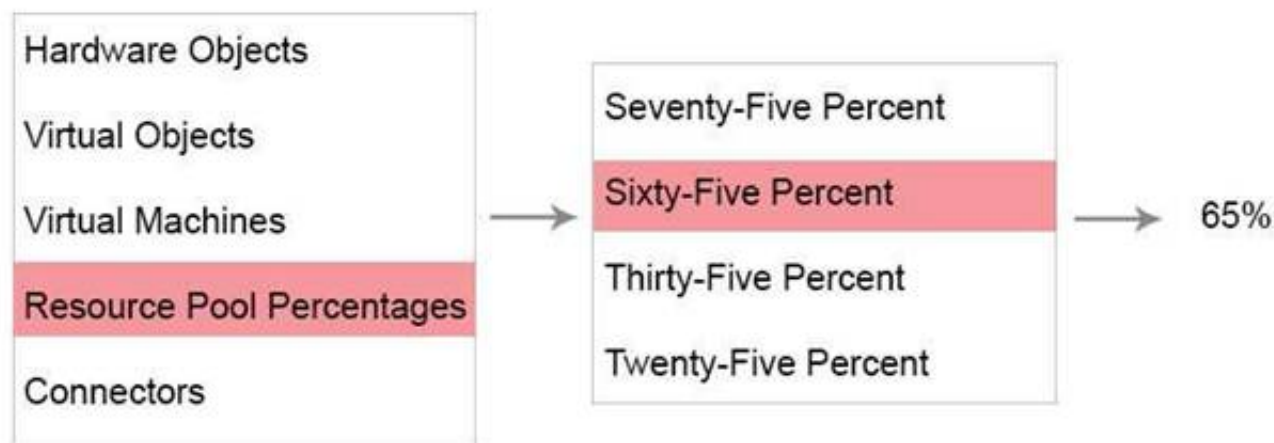 Hardware Objects
Virtual Objects
Virtual Machines
Resource Pool Percentages
Connectors
Seventy-Five Percent
Sixty-Five Percent
Thirty-Five Percent
Twenty-Five Percent
65%